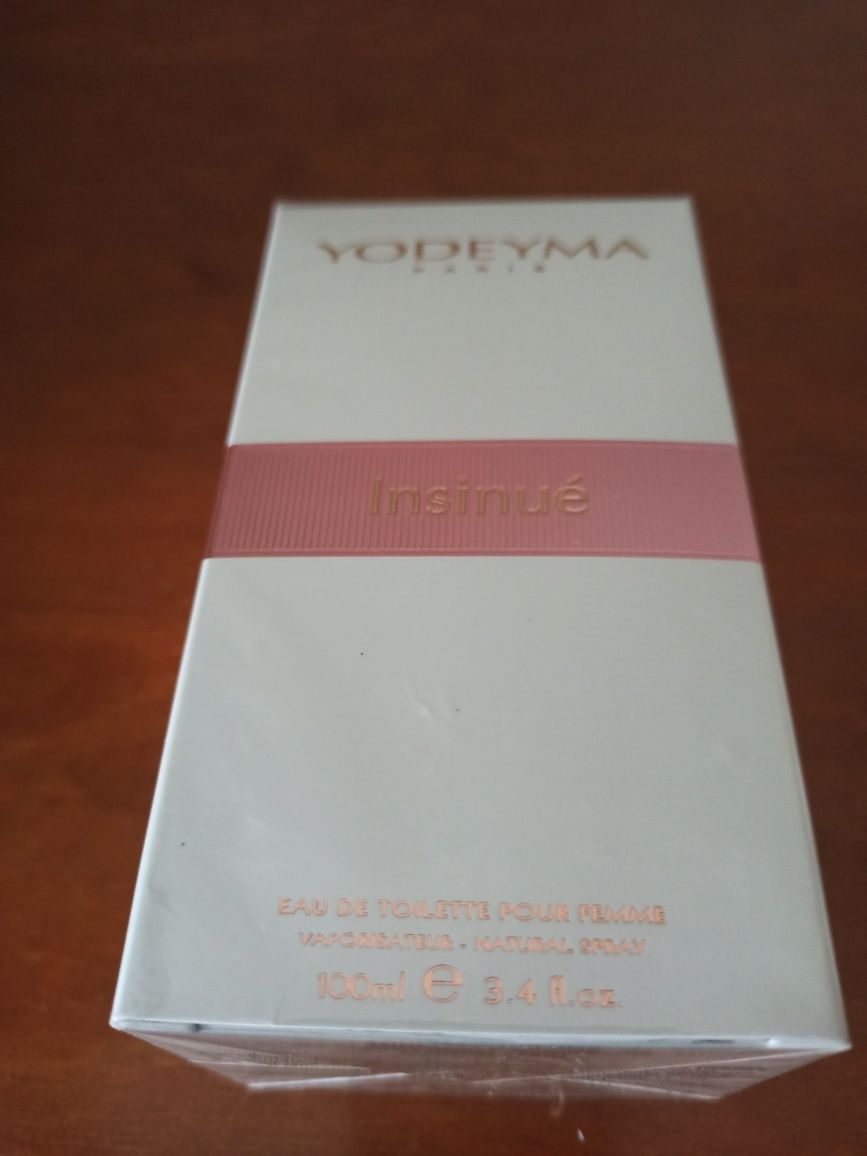 YODEYMA
PARIS
Insinué
EAU DE TOILETTE POUR FEMME
VAPORISATEUR • NATURAL SPRAY
100ml e 3.4 fl.oz.